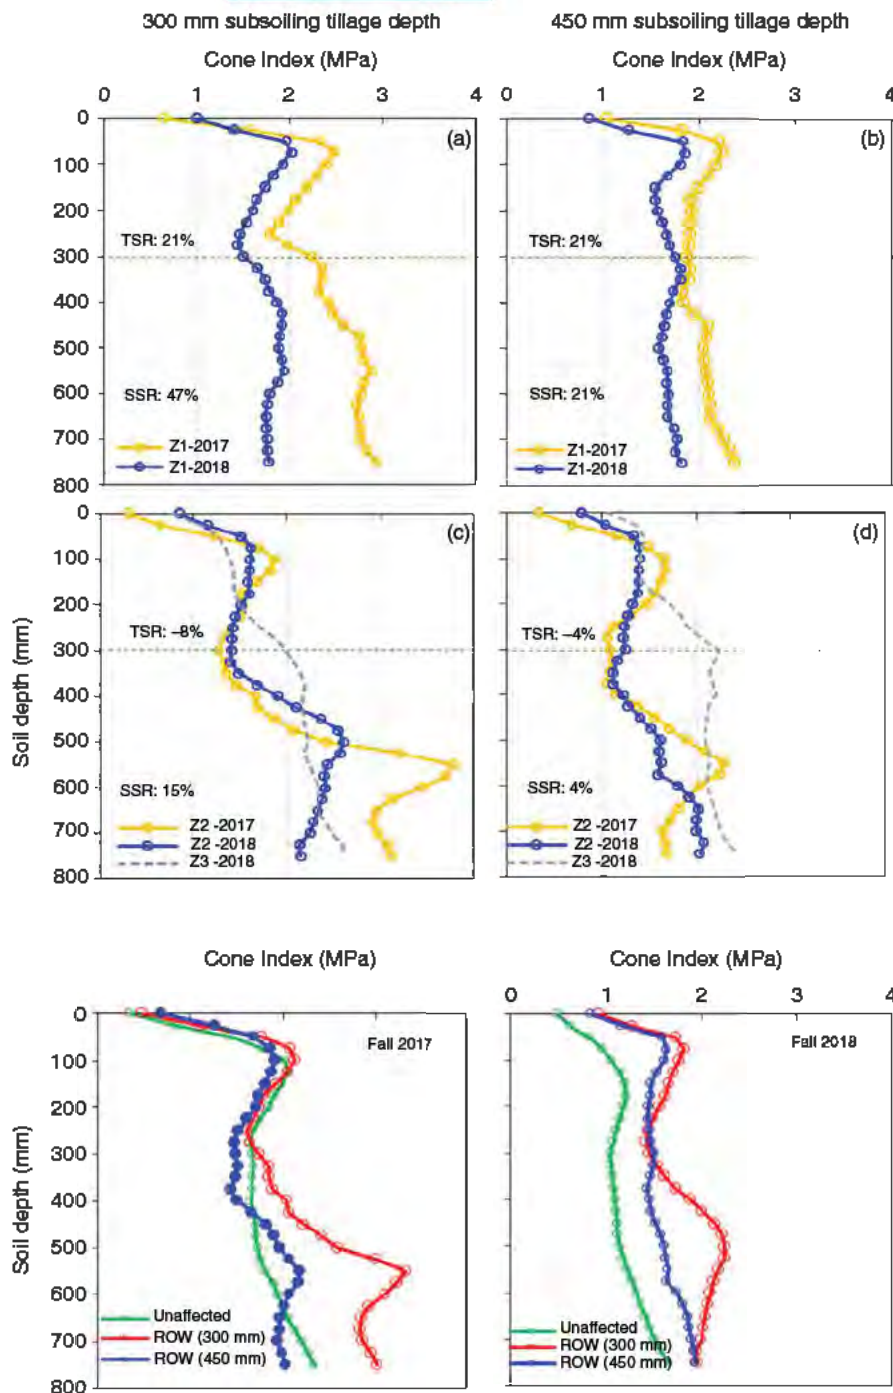 300 mm subsoiling tillage depth
450 mm subsoiling tillage depth
Cone Index (MPa)
Cone Index (MPa)
0 1 2 3 4
0 1 2 3 4
0
100
200
300
400
500
600
700
800
(a)
TSR: 21%
SSR: 47%
Z1-2017
Z1-2018
(b)
TSR: 21%
SSR: 21%
Z1-2017
Z1-2018
Soil depth (mm)
0
100
200
300
400
500
600
700
800
(c)
TSR: –8%
SSR: 15%
Z2 -2017
Z2 -2018
Z3 -2018
(d)
TSR: –4%
SSR: 4%
Z2 -2017
Z2 -2018
Z3 -2018
Cone Index (MPa)
Cone Index (MPa)
0 1 2 3 4
Soil depth (mm)
0
100
200
300
400
500
600
700
800
Fall 2017
Unaffected
ROW (300 mm)
ROW (450 mm)
Fall 2018
Unaffected
ROW (300 mm)
ROW (450 mm)